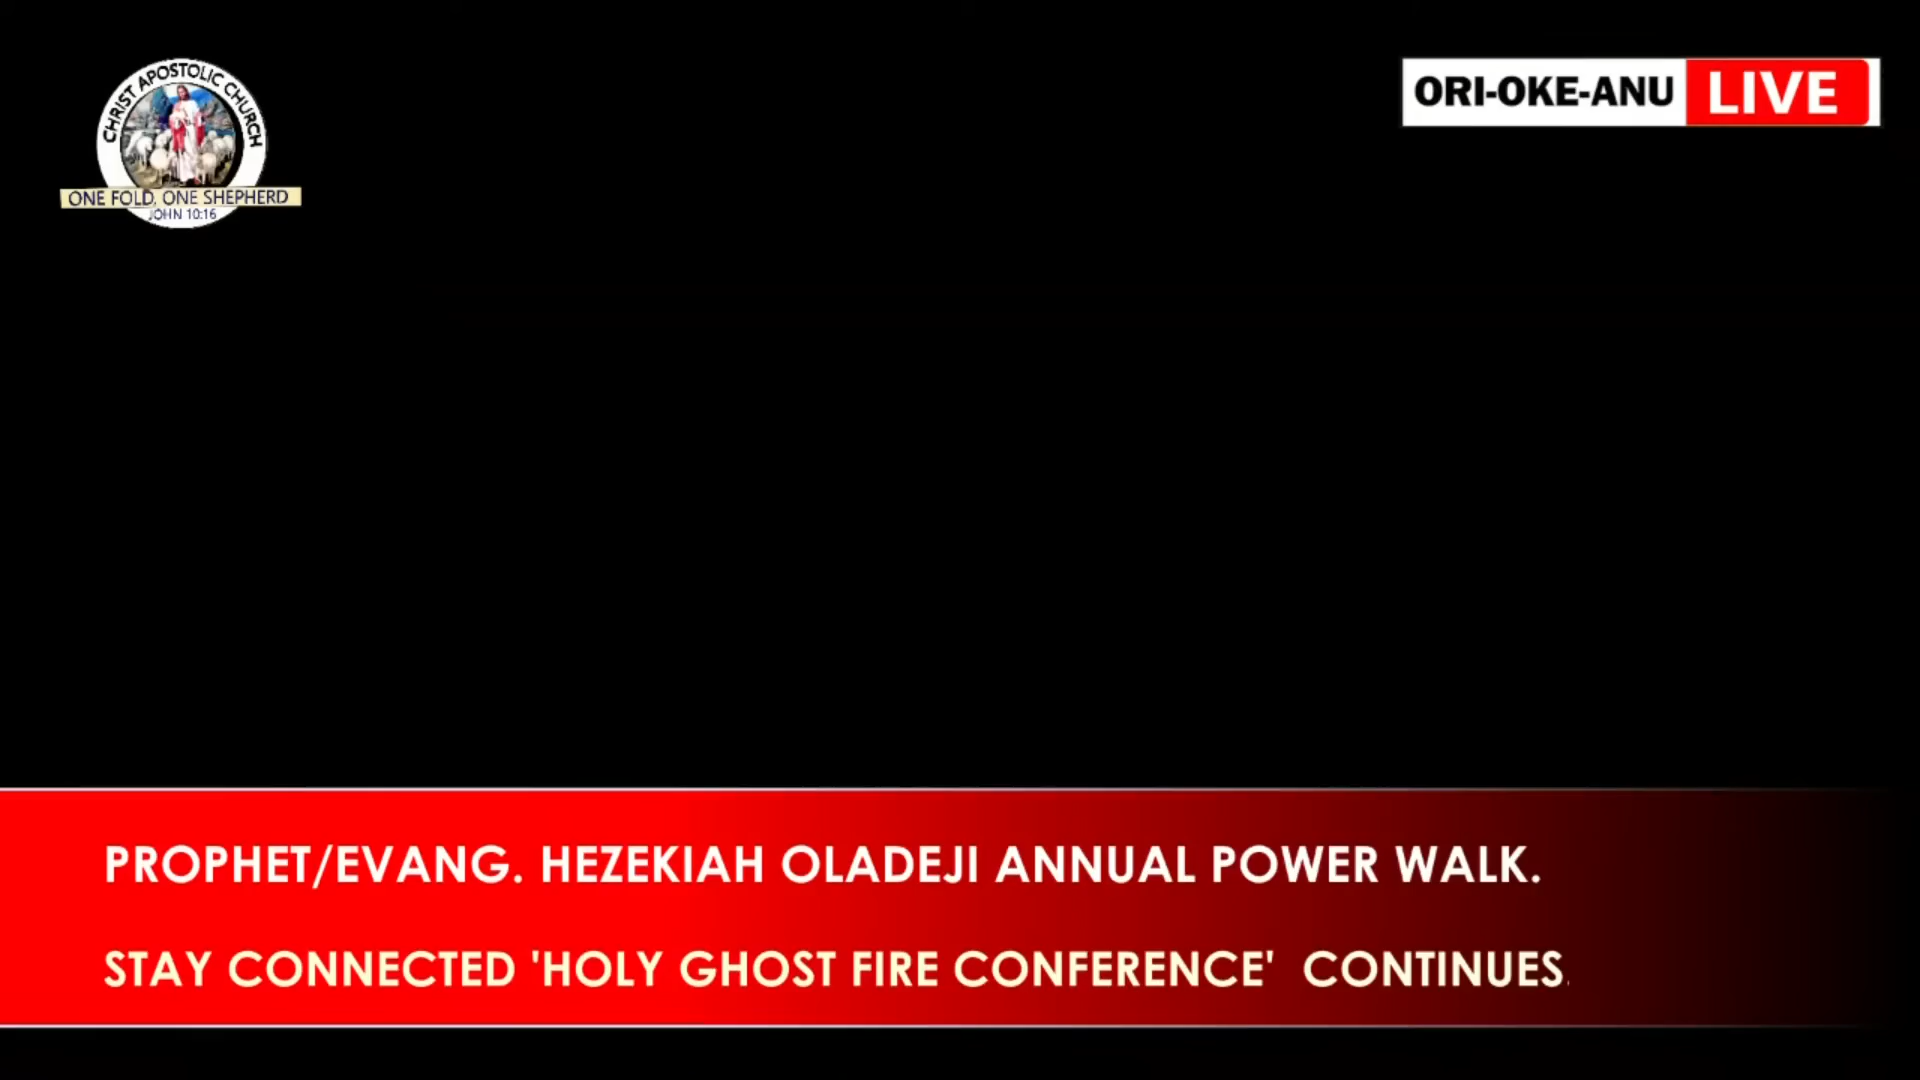 CHRIST APOSTOLIC CHURCH
ONE FOLD, ONE SHEPHERD
JOHN 10:16
ORI-OKE-ANU LIVE
PROPHET/EVANG. HEZEKIAH OLADEJI ANNUAL POWER WALK.
STAY CONNECTED 'HOLY GHOST FIRE CONFERENCE' CONTINUES.